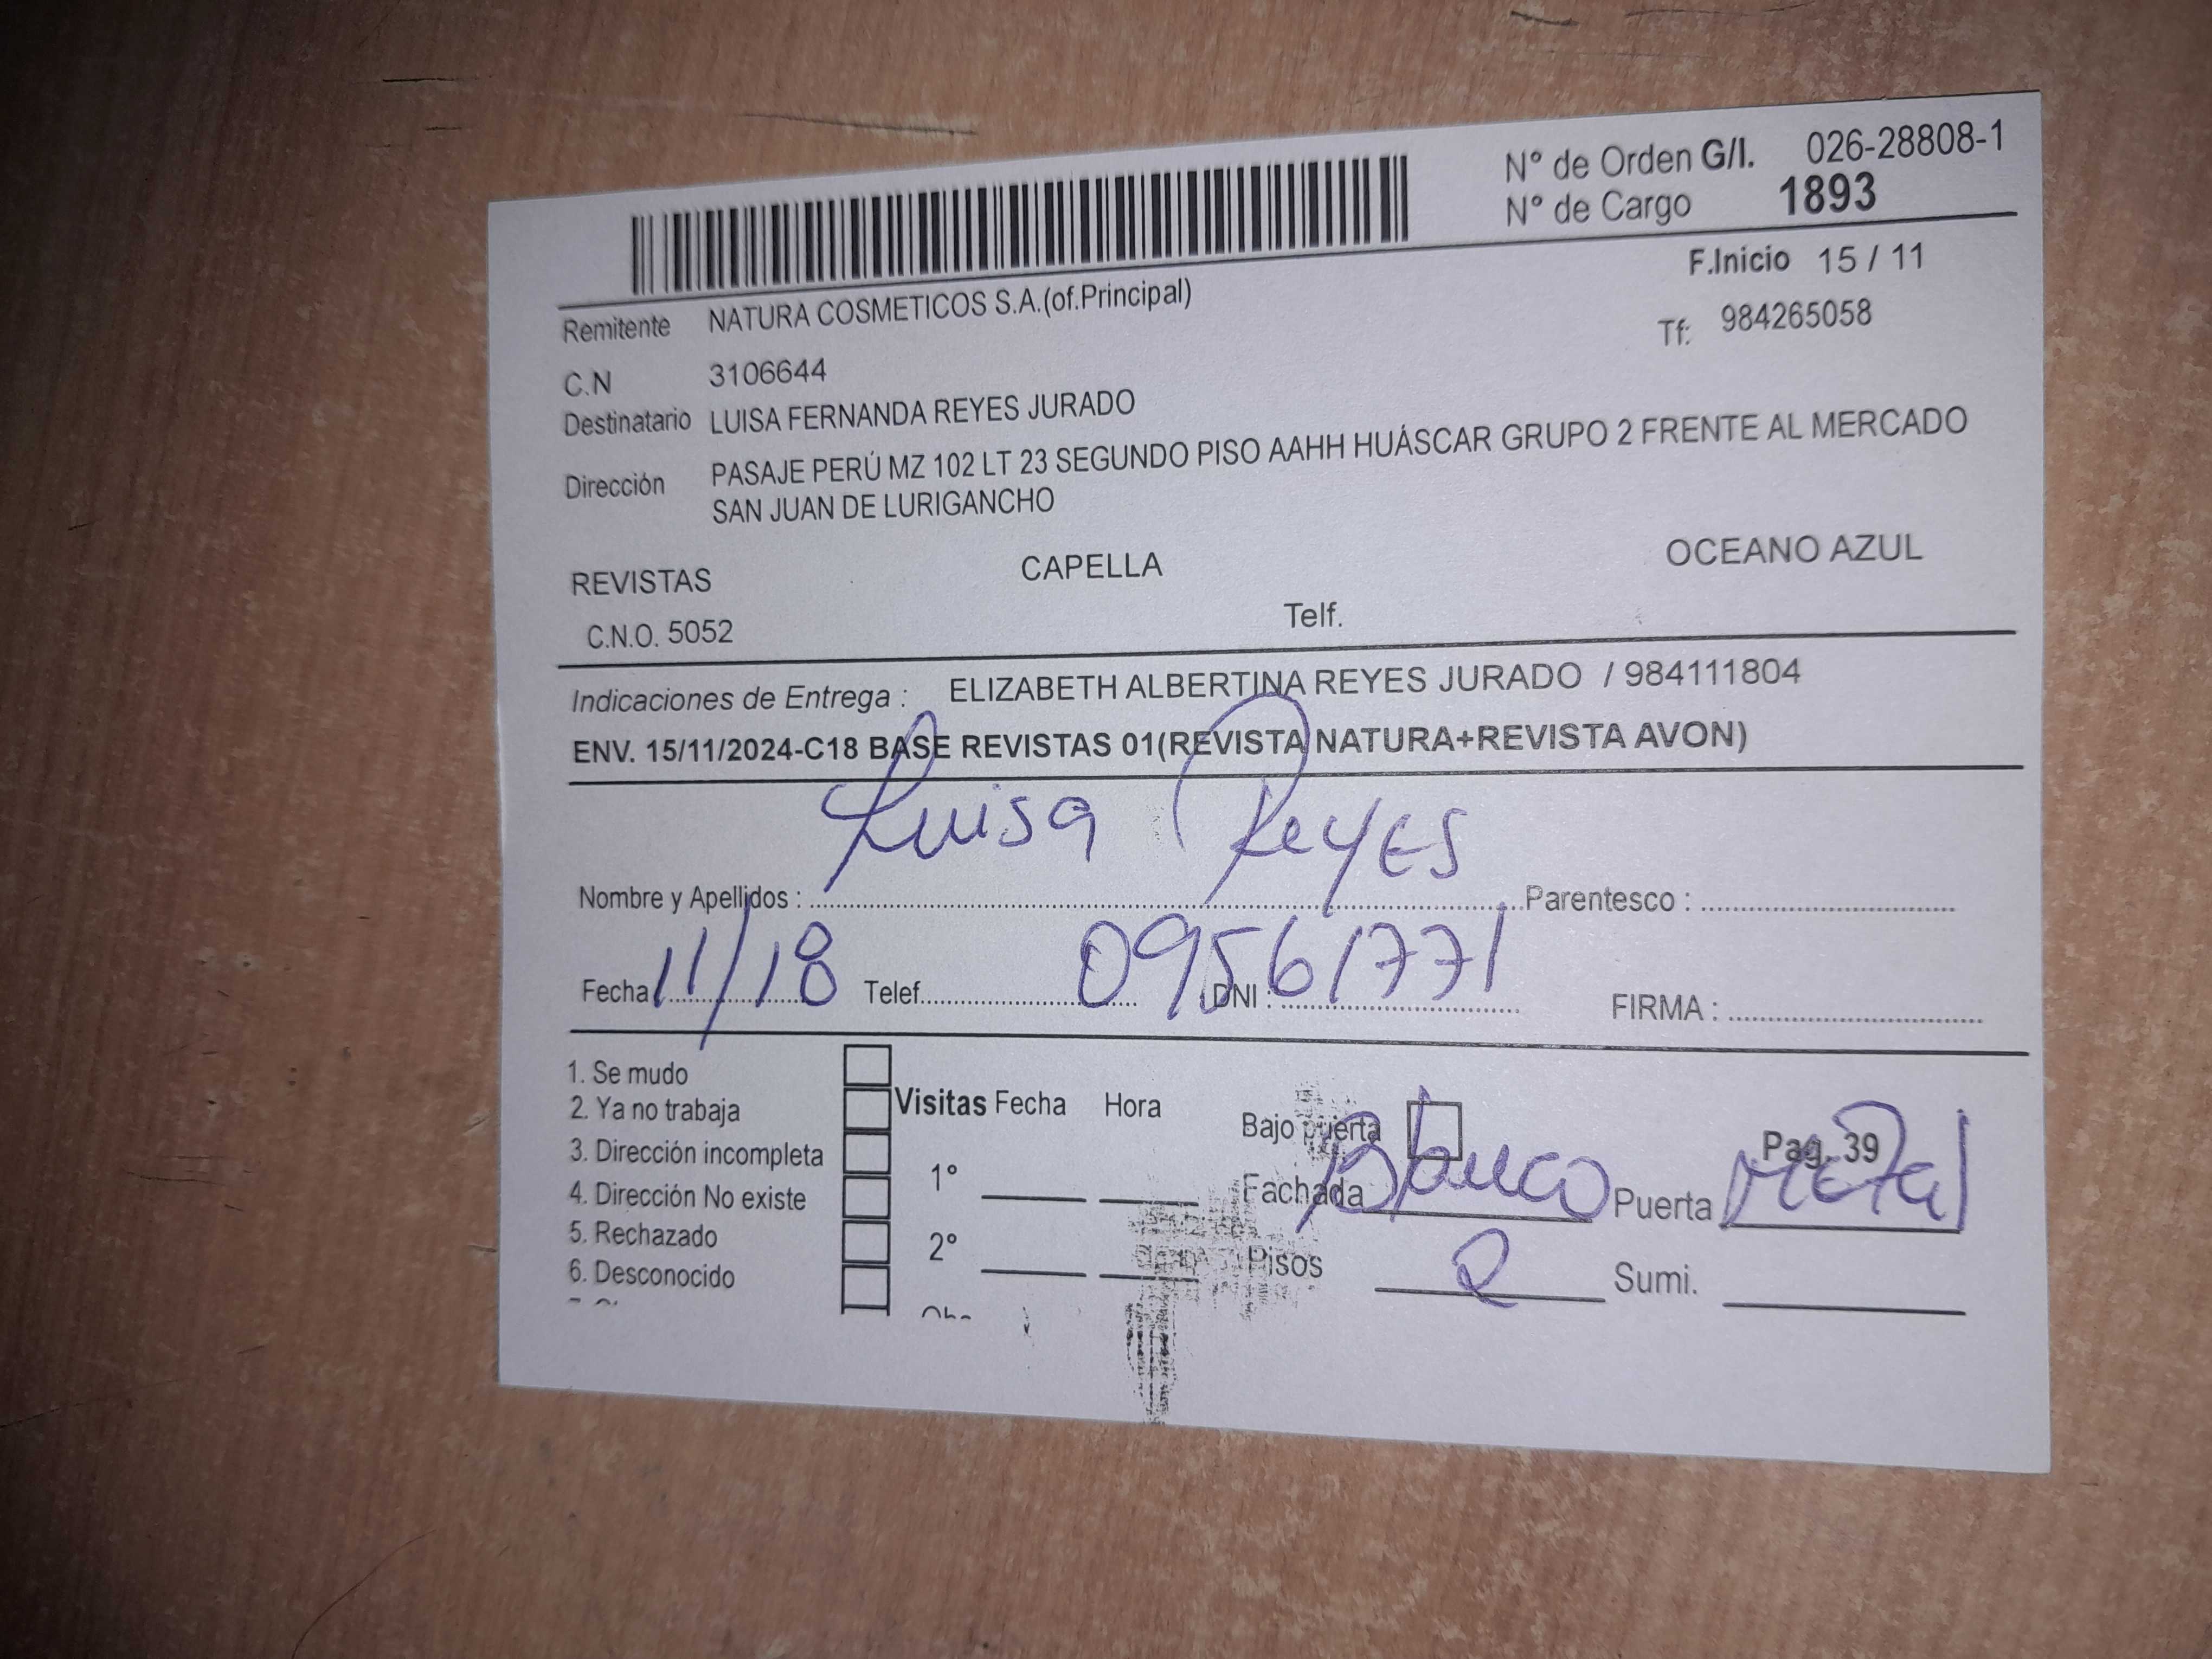 N° de Orden G/I. 026-28808-1
N° de Cargo 1893
F.Inicio 15 / 11
Remitente NATURA COSMETICOS S.A.(of.Principal)
Tf: 984265058
C.N 3106644
Destinatario LUISA FERNANDA REYES JURADO
Dirección PASAJE PERÚ MZ 102 LT 23 SEGUNDO PISO AAHH HUÁSCAR GRUPO 2 FRENTE AL MERCADO
SAN JUAN DE LURIGANCHO
REVISTAS CAPELLA OCEANO AZUL
C.N.O. 5052 Telf.
Indicaciones de Entrega : ELIZABETH ALBERTINA REYES JURADO / 984111804
ENV. 15/11/2024-C18 BASE REVISTAS 01(REVISTA NATURA+REVISTA AVON)
Luisa Reyes
Nombre y Apellidos : Parentesco :
Fecha 11/18 Telef. DNI : 09561771 FIRMA :
1. Se mudo
2. Ya no trabaja
3. Dirección incompleta
4. Dirección No existe
5. Rechazado
6. Desconocido
Visitas Fecha Hora
1°
2°
Bajo puerta Pag. 39
Fachada Blanco Puerta Metal
Pisos 2 Sumi.